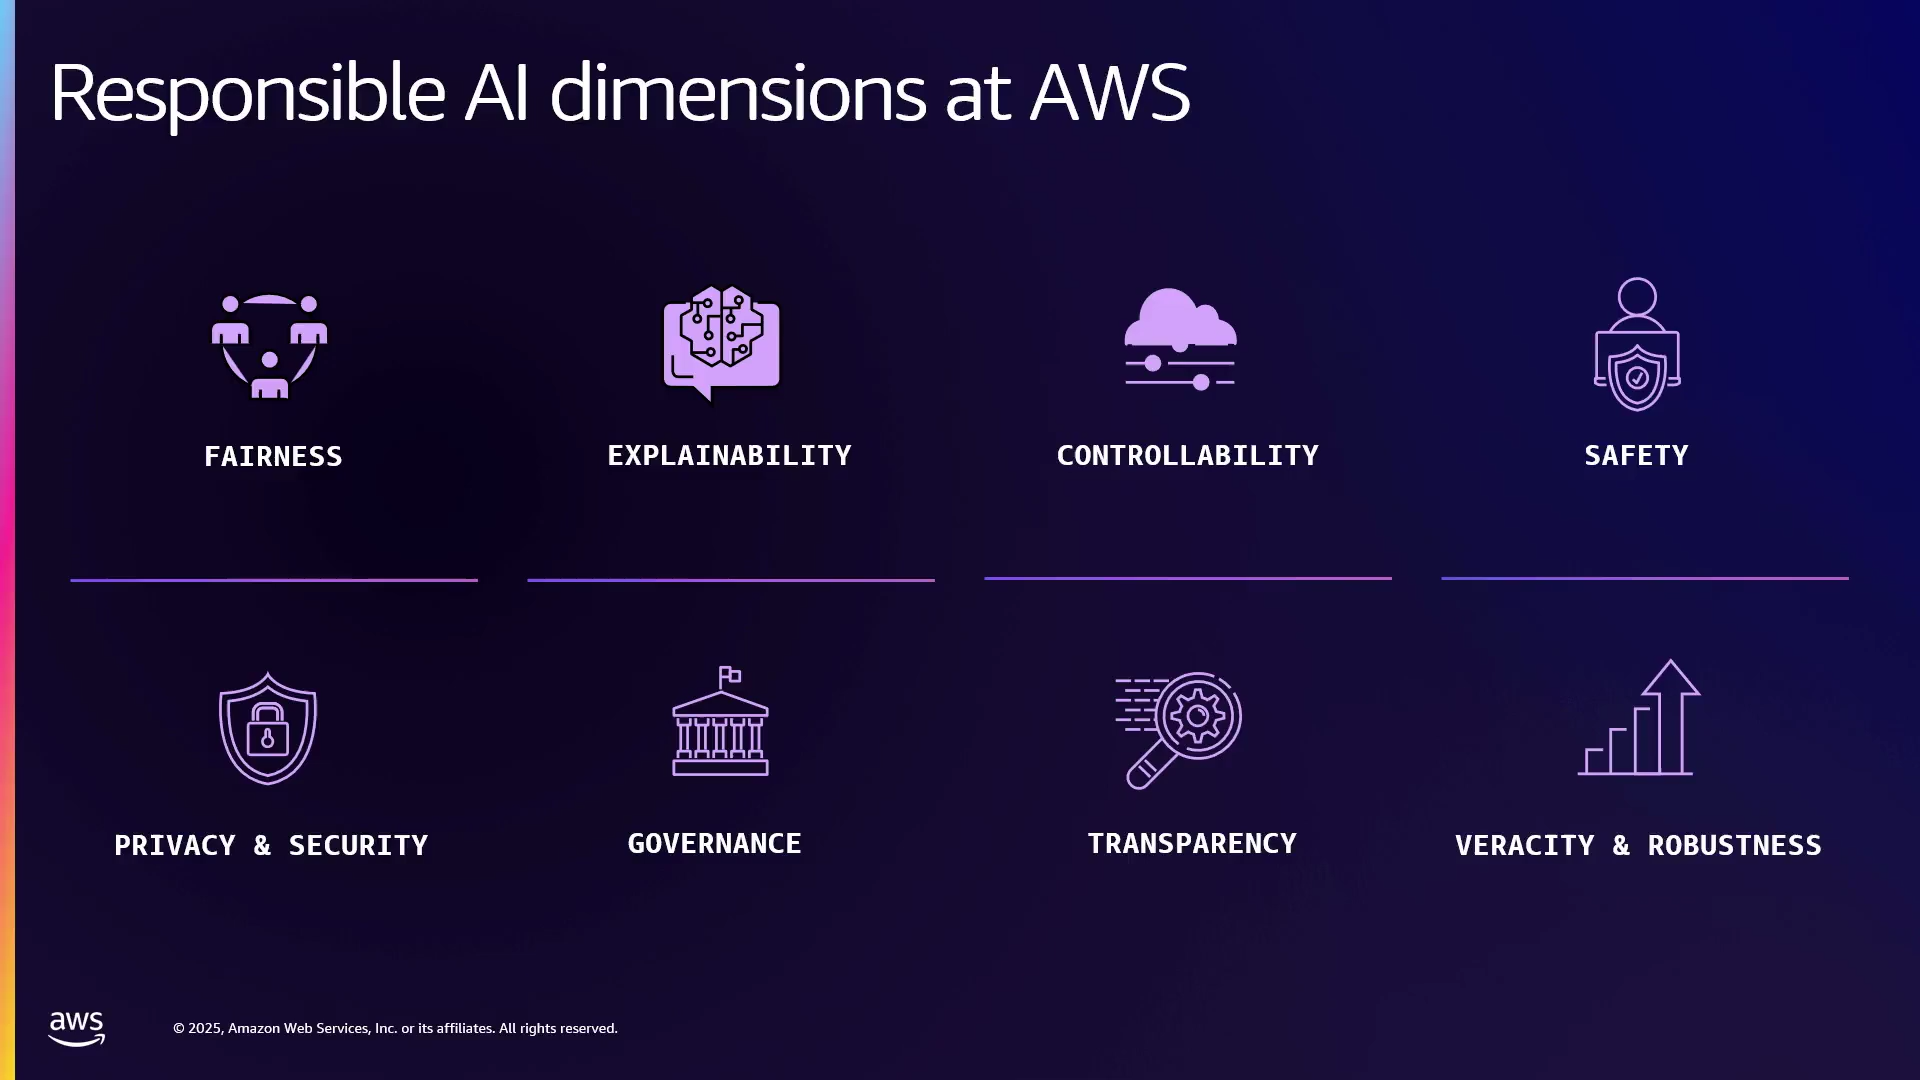 Responsible AI dimensions at AWS
FAIRNESS
EXPLAINABILITY
CONTROLLABILITY
SAFETY
PRIVACY & SECURITY
GOVERNANCE
TRANSPARENCY
VERACITY & ROBUSTNESS
aws
© 2025, Amazon Web Services, Inc. or its affiliates. All rights reserved.